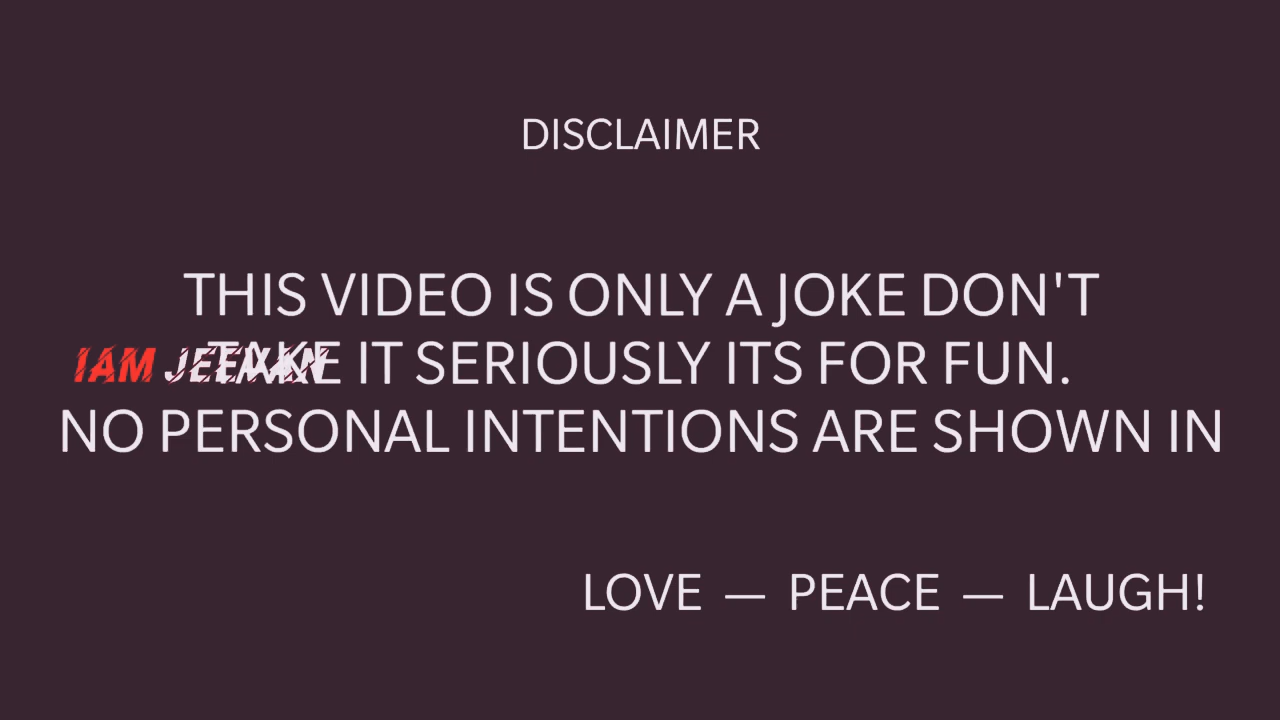 DISCLAIMER
THIS VIDEO IS ONLY A JOKE DON'T
TAKE IT SERIOUSLY ITS FOR FUN.
IAM
NO PERSONAL INTENTIONS ARE SHOWN IN
LOVE — PEACE — LAUGH!